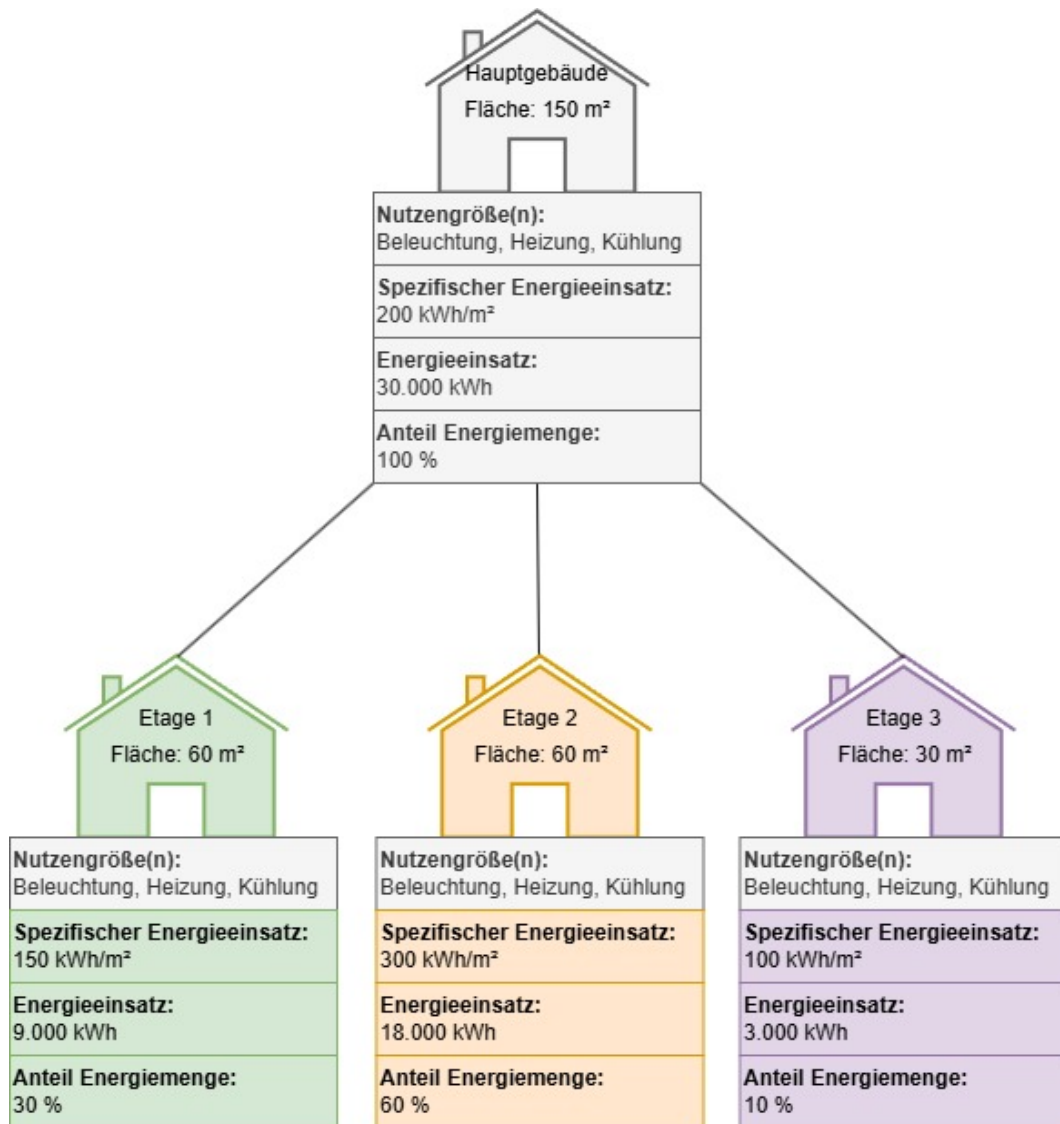 Hauptgebäude
Fläche: 150 m²
Nutzengröße(n):
Beleuchtung, Heizung, Kühlung
Spezifischer Energieeinsatz:
200 kWh/m²
Energieeinsatz:
30.000 kWh
Anteil Energiemenge:
100 %
Etage 1
Fläche: 60 m²
Nutzengröße(n):
Beleuchtung, Heizung, Kühlung
Spezifischer Energieeinsatz:
150 kWh/m²
Energieeinsatz:
9.000 kWh
Anteil Energiemenge:
30 %
Etage 2
Fläche: 60 m²
Nutzengröße(n):
Beleuchtung, Heizung, Kühlung
Spezifischer Energieeinsatz:
300 kWh/m²
Energieeinsatz:
18.000 kWh
Anteil Energiemenge:
60 %
Etage 3
Fläche: 30 m²
Nutzengröße(n):
Beleuchtung, Heizung, Kühlung
Spezifischer Energieeinsatz:
100 kWh/m²
Energieeinsatz:
3.000 kWh
Anteil Energiemenge:
10 %